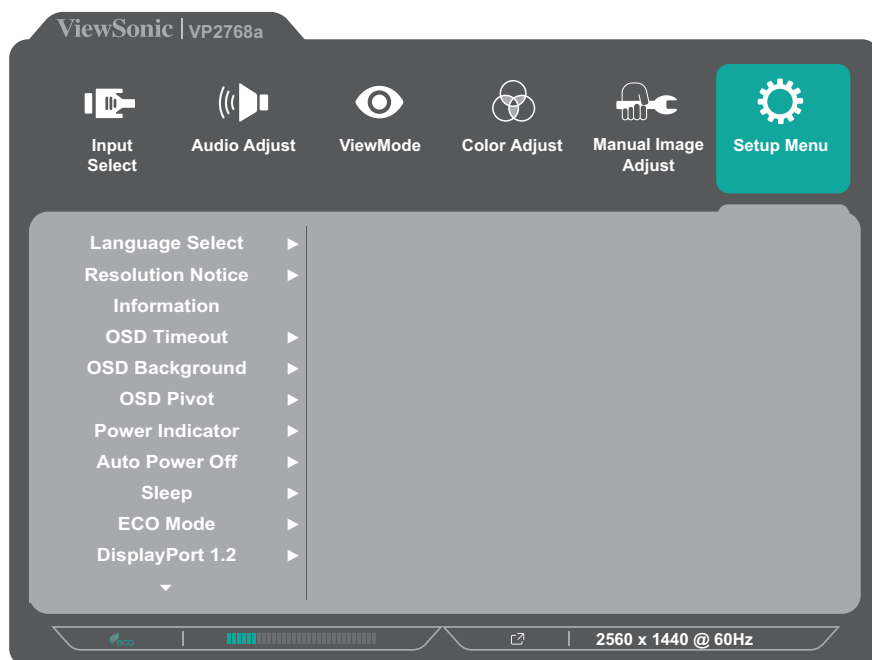 ViewSonic | VP2768a
Input Select
Audio Adjust
ViewMode
Color Adjust
Manual Image Adjust
Setup Menu
Language Select
Resolution Notice
Information
OSD Timeout
OSD Background
OSD Pivot
Power Indicator
Auto Power Off
Sleep
ECO Mode
DisplayPort 1.2
eco
2560 x 1440 @ 60Hz